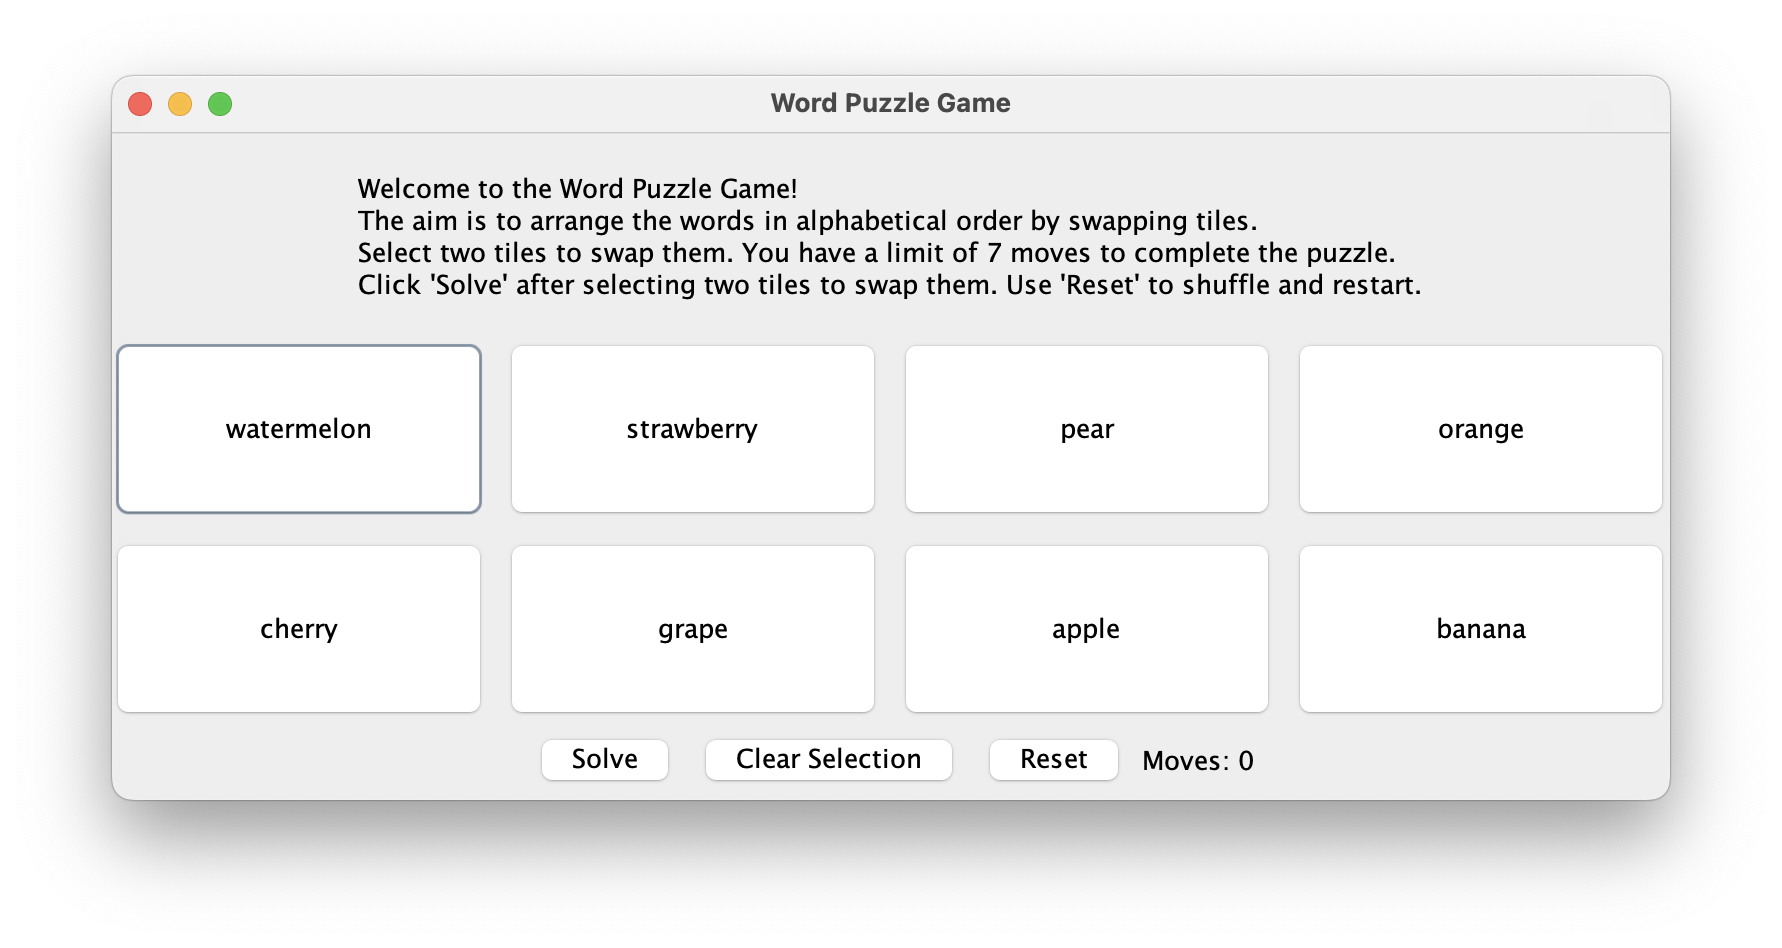 Word Puzzle Game
Welcome to the Word Puzzle Game!
The aim is to arrange the words in alphabetical order by swapping tiles.
Select two tiles to swap them. You have a limit of 7 moves to complete the puzzle.
Click 'Solve' after selecting two tiles to swap them. Use 'Reset' to shuffle and restart.
watermelon strawberry pear orange
cherry grape apple banana
Solve Clear Selection Reset Moves: 0